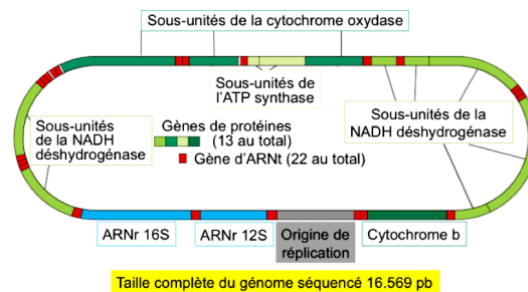 Sous-unités de la cytochrome oxydase
Sous-unités de
l'ATP synthase
Sous-unités
de la NADH
déshydrogénase
Gènes de protéines
(13 au total)
Gène d'ARNt (22 au total)
Sous-unités de la
NADH déshydrogénase
ARNr 16S
ARNr 12S
Origine de
réplication
Cytochrome b
Taille complète du génome séquencé 16.569 pb